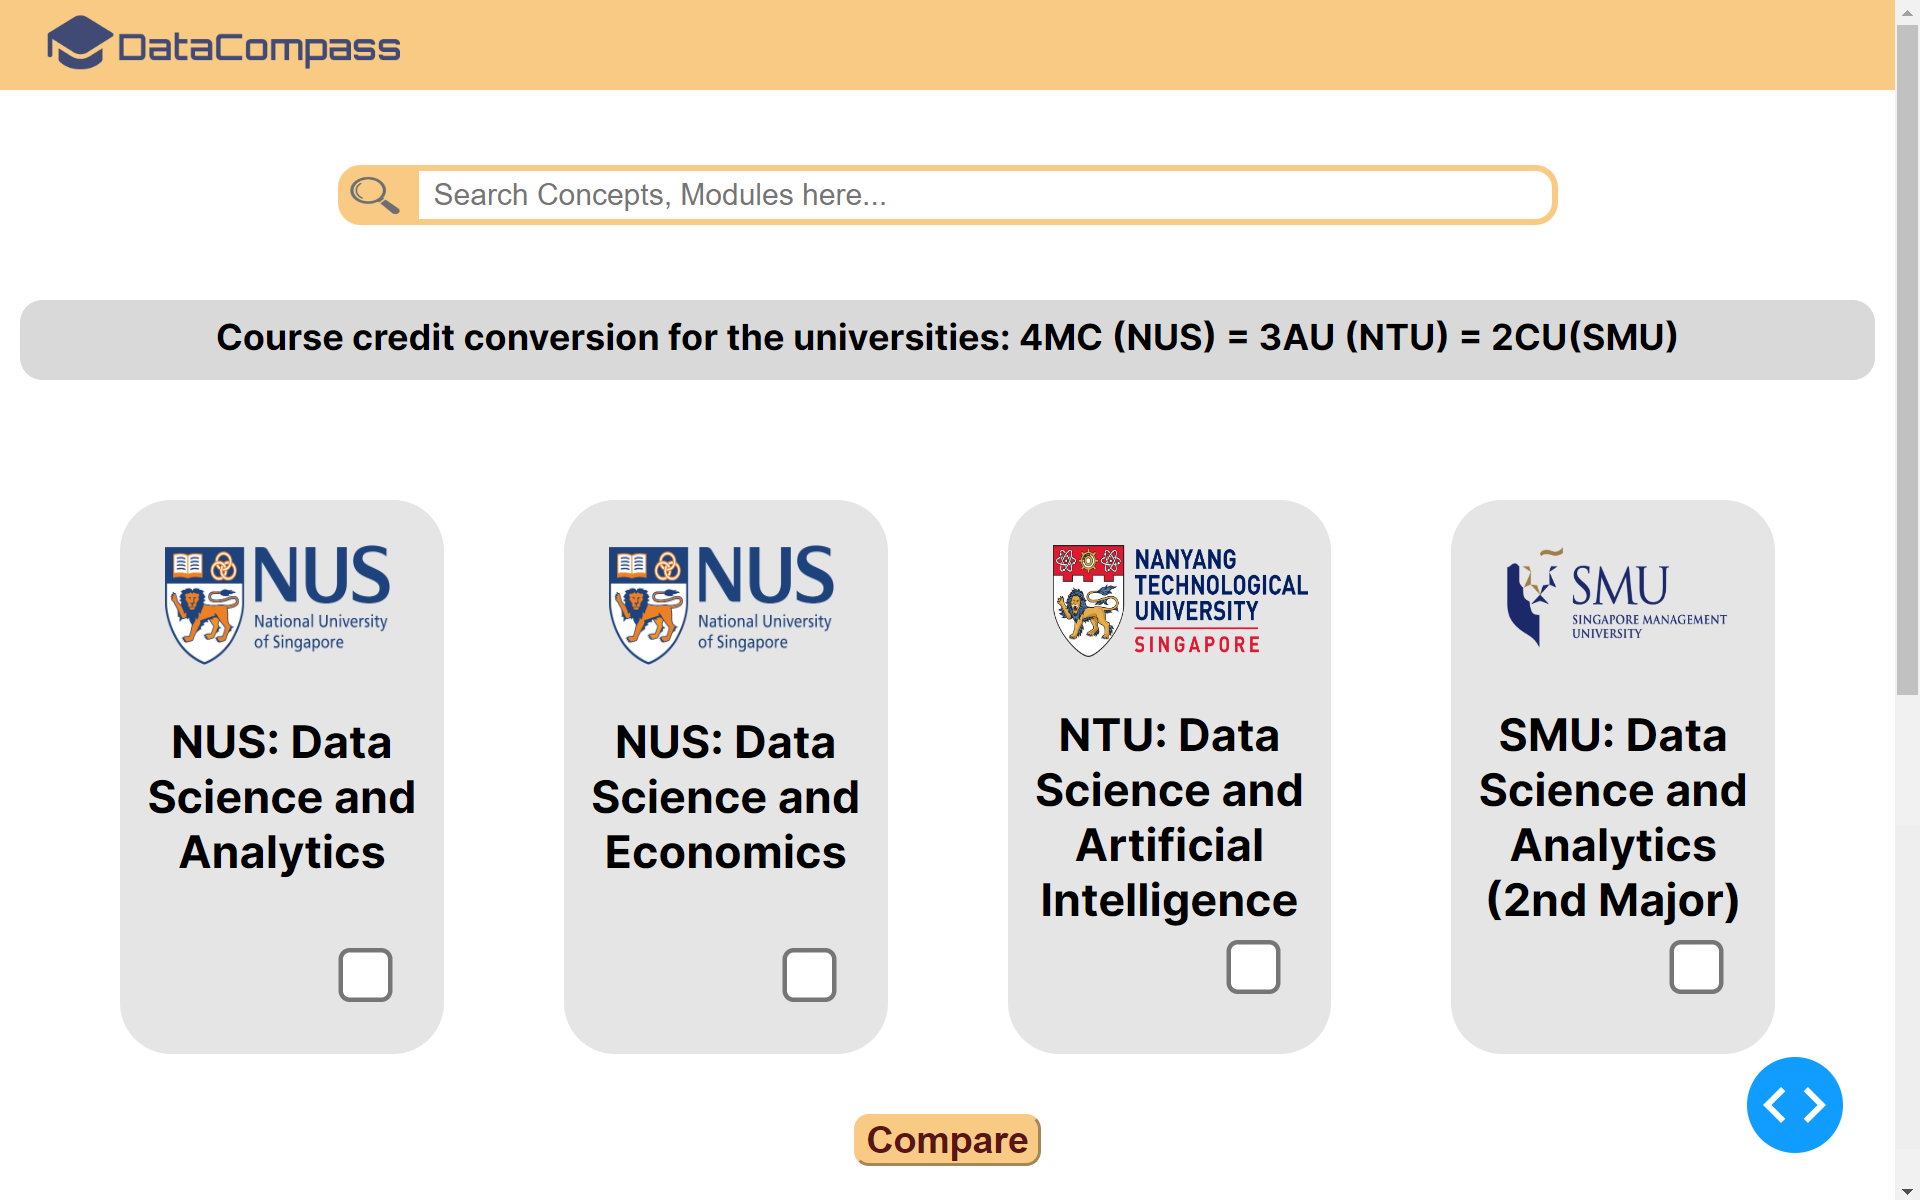 DataCompass
Search Concepts, Modules here...
Course credit conversion for the universities: 4MC (NUS) = 3AU (NTU) = 2CU(SMU)
NUS
National University
of Singapore
NUS: Data
Science and
Analytics
NUS
National University
of Singapore
NUS: Data
Science and
Economics
NANYANG
TECHNOLOGICAL
UNIVERSITY
SINGAPORE
NTU: Data
Science and
Artificial
Intelligence
SMU
SINGAPORE MANAGEMENT
UNIVERSITY
SMU: Data
Science and
Analytics
(2nd Major)
Compare